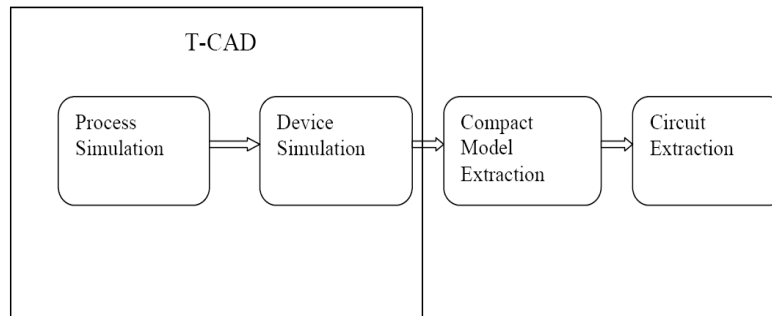 T-CAD
Process
Simulation
Device
Simulation
Compact
Model
Extraction
Circuit
Extraction